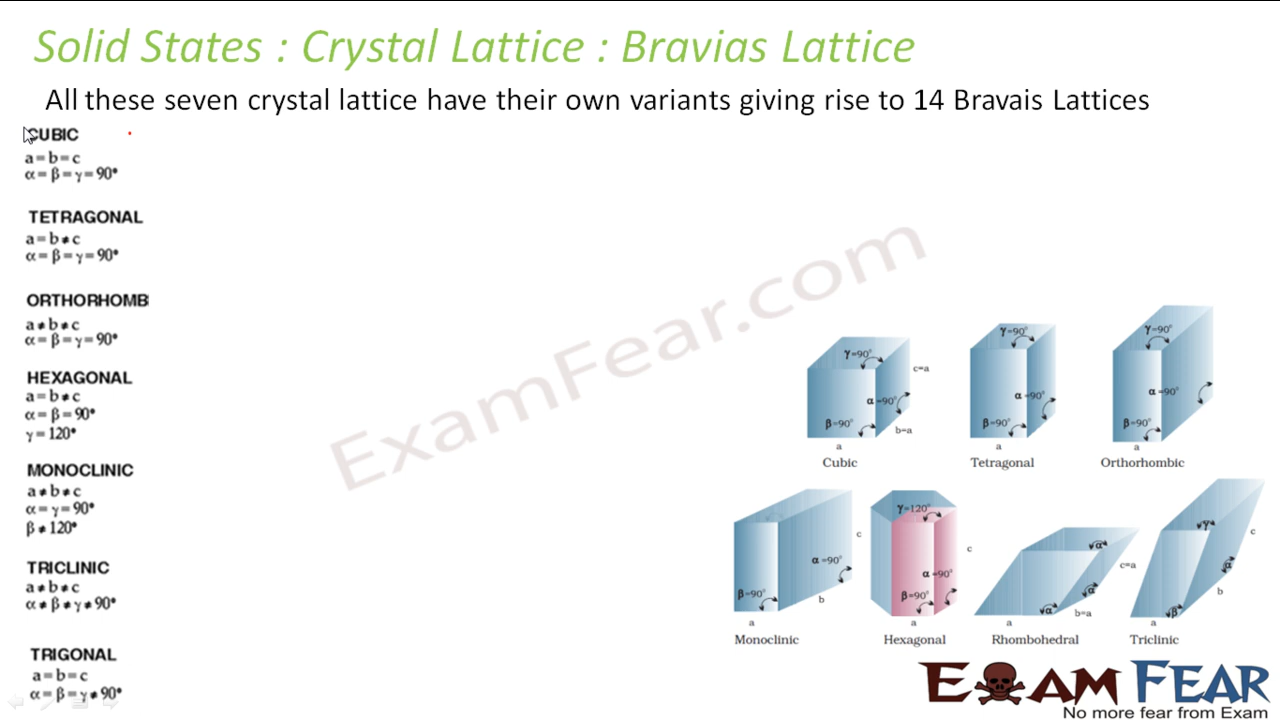 Solid States : Crystal Lattice : Bravias Lattice
All these seven crystal lattice have their own variants giving rise to 14 Bravais Lattices
CUBIC
a = b = c
α = β = γ = 90°
TETRAGONAL
a = b ≠ c
α = β = γ = 90°
ORTHORHOMB
a ≠ b ≠ c
α = β = γ = 90°
HEXAGONAL
a = b ≠ c
α = β = 90°
γ = 120°
MONOCLINIC
a ≠ b ≠ c
α = γ = 90°
β ≠ 120°
TRICLINIC
a ≠ b ≠ c
α ≠ β ≠ γ ≠ 90°
TRIGONAL
a = b = c
α = β = γ ≠ 90°
ExamFear.com
γ=90°
α=90°
β=90°
c=a
b=a
a
Cubic
γ=90°
α=90°
β=90°
a
Tetragonal
γ=90°
α=90°
β=90°
a
Orthorhombic
α=90°
β=90°
c
b
a
Monoclinic
γ=120°
α=90°
β=90°
c
a
Hexagonal
α
α
α
c=a
b=a
a
Rhombohedral
γ
α
β
c
b
a
Triclinic
EXAM FEAR
No more fear from Exam